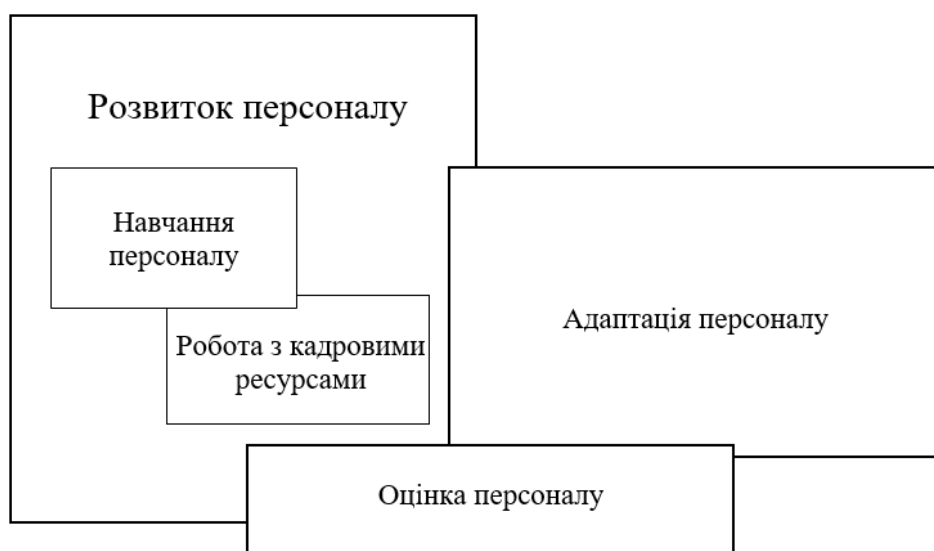 Розвиток персоналу
Навчання
персоналу
Робота з кадровими
ресурсами
Адаптація персоналу
Оцінка персоналу